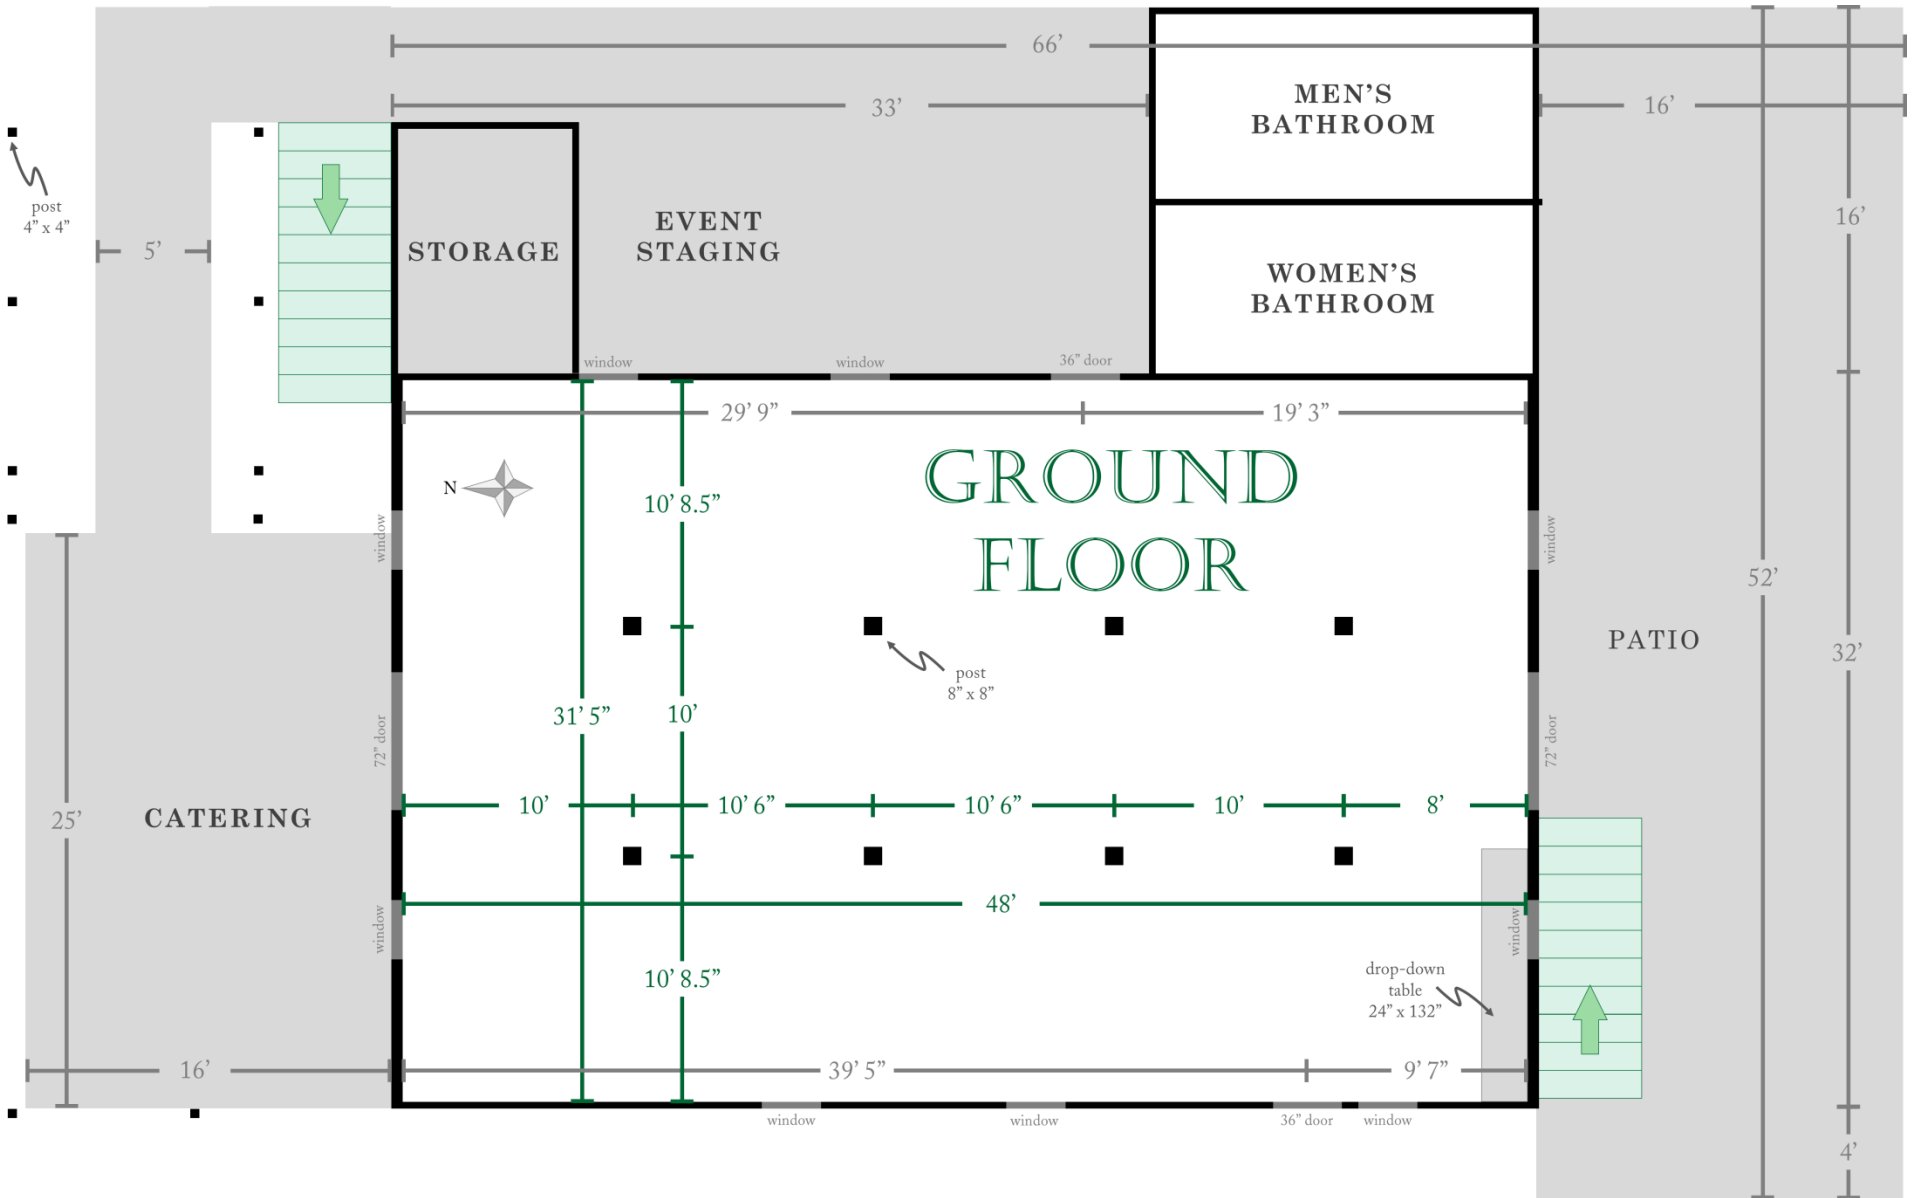 66’
33’
16’
MEN’S
BATHROOM
post
4” x 4”
5’
STORAGE
EVENT
STAGING
16’
WOMEN’S
BATHROOM
window
window
36” door
29’ 9”
19’ 3”
N
GROUND
FLOOR
10’ 8.5”
window
window
52’
post
8” x 8”
PATIO
32’
31’ 5”
10’
72” door
72” door
10’
10’ 6”
10’ 6”
10’
8’
25’
CATERING
48’
window
window
10’ 8.5”
drop-down
table
24” x 132”
16’
39’ 5”
9’ 7”
window
window
36” door
window
4’